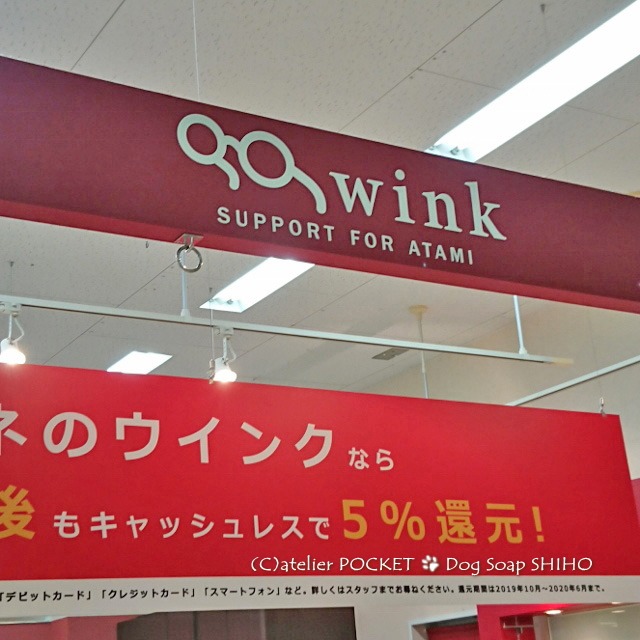 wink
SUPPORT FOR ATAMI
ネのウインクなら
後もキャッシュレスで5%還元!
(C)atelier POCKET 🐾 Dog Soap SHIHO
「デビットカード」「クレジットカード」「スマートフォン」など。詳しくはスタッフまでお尋ねください。還元期間は2019年10月〜2020年6月まで。